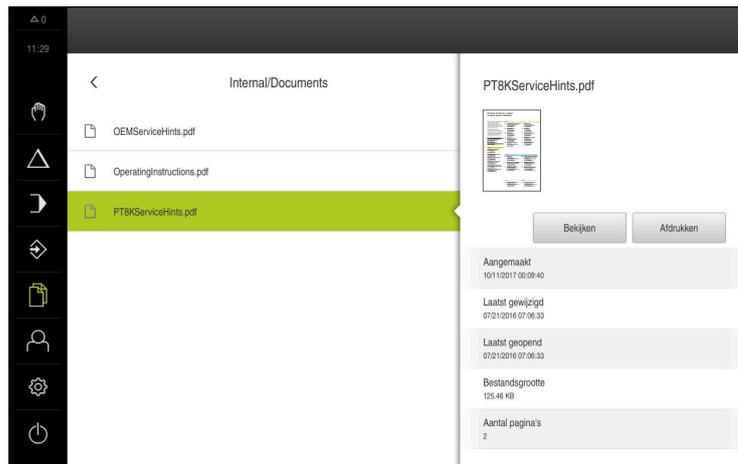 0
11:29
Internal/Documents
OEMServiceHints.pdf
OperatingInstructions.pdf
PT8KServiceHints.pdf
PT8KServiceHints.pdf
Bekijken
Afdrukken
Aangemaakt
10/11/2017 00:09:40
Laatst gewijzigd
07/21/2016 07:06:33
Laatst geopend
07/21/2016 07:06:33
Bestandsgrootte
125.46 KB
Aantal pagina's
2